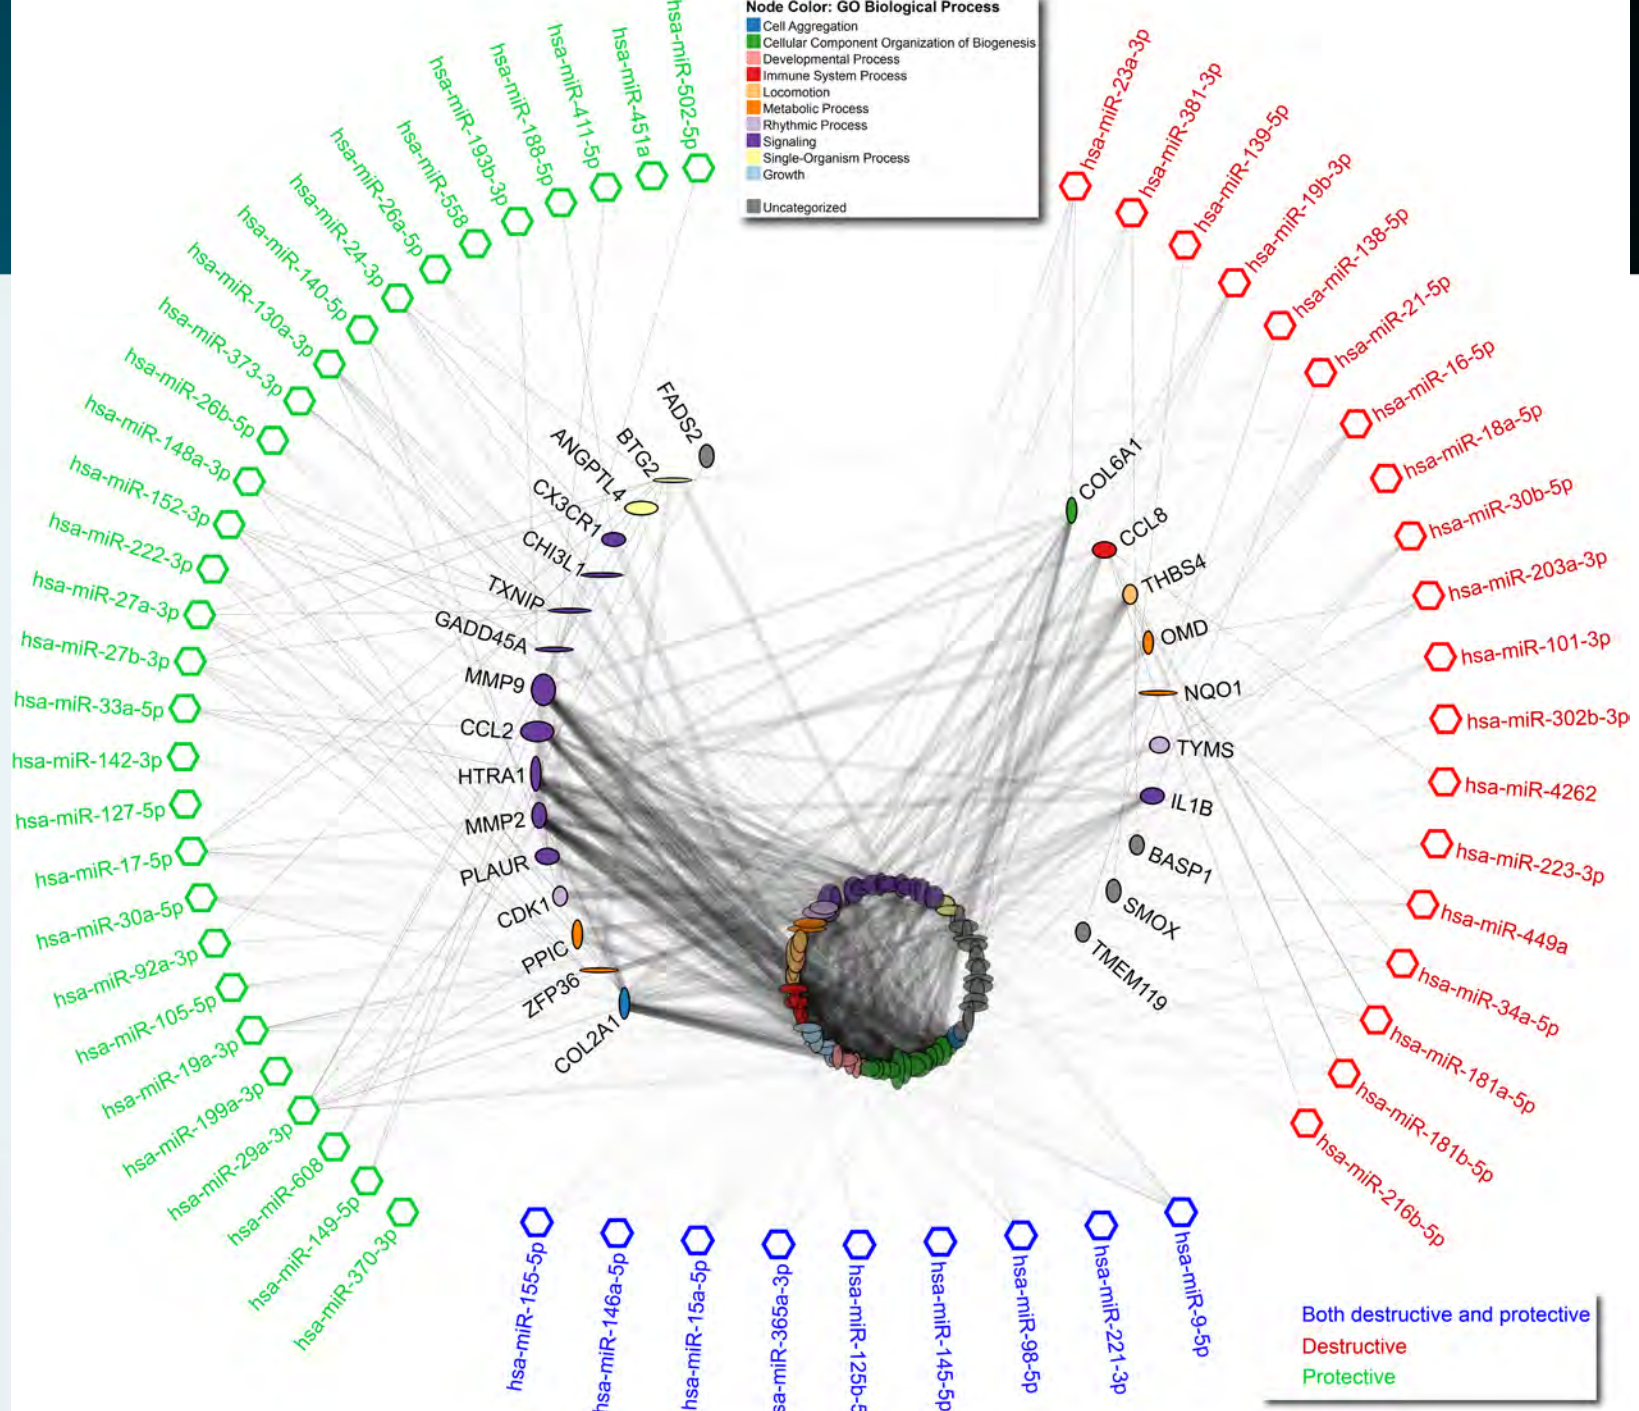 Node Color: GO Biological Process
Cell Aggregation
Cellular Component Organization of Biogenesis
Developmental Process
Immune System Process
Locomotion
Metabolic Process
Rhythmic Process
Signaling
Single-Organism Process
Growth
Uncategorized
hsa-miR-502-5p
hsa-miR-451a
hsa-miR-411-5p
hsa-miR-188-5p
hsa-miR-193b-3p
hsa-miR-558
hsa-miR-26a-5p
hsa-miR-24-3p
hsa-miR-140-5p
hsa-miR-130a-3p
hsa-miR-373-3p
hsa-miR-26b-5p
hsa-miR-148a-3p
hsa-miR-152-3p
hsa-miR-222-3p
hsa-miR-27a-3p
hsa-miR-27b-3p
hsa-miR-33a-5p
hsa-miR-142-3p
hsa-miR-127-5p
hsa-miR-17-5p
hsa-miR-30a-5p
hsa-miR-92a-3p
hsa-miR-105-5p
hsa-miR-19a-3p
hsa-miR-199a-3p
hsa-miR-29a-3p
hsa-miR-608
hsa-miR-149-5p
hsa-miR-370-3p
FADS2
BTG2
ANGPTL4
CX3CR1
CHI3L1
TXNIP
GADD45A
MMP9
CCL2
HTRA1
MMP2
PLAUR
CDK1
PPIC
ZFP36
COL2A1
COL6A1
CCL8
THBS4
OMD
NQO1
TYMS
IL1B
BASP1
SMOX
TMEM119
hsa-miR-23a-3p
hsa-miR-381-3p
hsa-miR-139-5p
hsa-miR-19b-3p
hsa-miR-138-5p
hsa-miR-21-5p
hsa-miR-16-5p
hsa-miR-18a-5p
hsa-miR-30b-5p
hsa-miR-203a-3p
hsa-miR-101-3p
hsa-miR-302b-3p
hsa-miR-4262
hsa-miR-223-3p
hsa-miR-449a
hsa-miR-34a-5p
hsa-miR-181a-5p
hsa-miR-181b-5p
hsa-miR-216b-5p
hsa-miR-155-5p
hsa-miR-146a-5p
hsa-miR-15a-5p
sa-miR-365a-3p
hsa-miR-125b-5
hsa-miR-145-5p
hsa-miR-98-5p
hsa-miR-221-3p
hsa-miR-9-5p
Both destructive and protective
Destructive
Protective